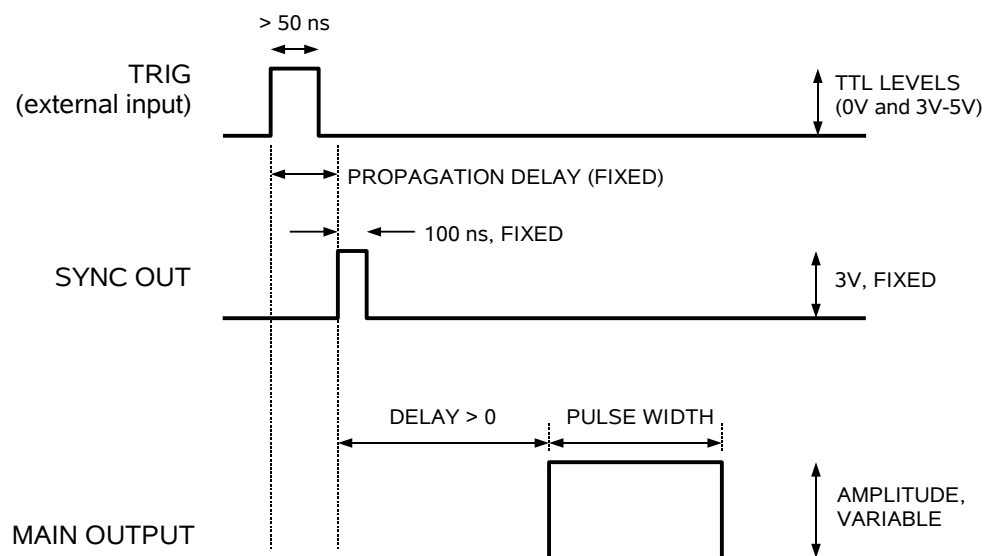 > 50 ns
TRIG
(external input)
TTL LEVELS
(0V and 3V-5V)
PROPAGATION DELAY (FIXED)
100 ns, FIXED
SYNC OUT
3V, FIXED
DELAY > 0
PULSE WIDTH
AMPLITUDE,
VARIABLE
MAIN OUTPUT